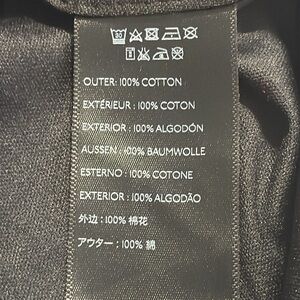 30
OUTER: 100% COTTON
EXTÉRIEUR : 100% COTON
EXTERIOR : 100% ALGODÓN
AUSSEN : 100% BAUMWOLLE
ESTERNO : 100% COTONE
EXTERIOR : 100% ALGODÃO
外边 : 100% 棉花
アウター : 100% 綿